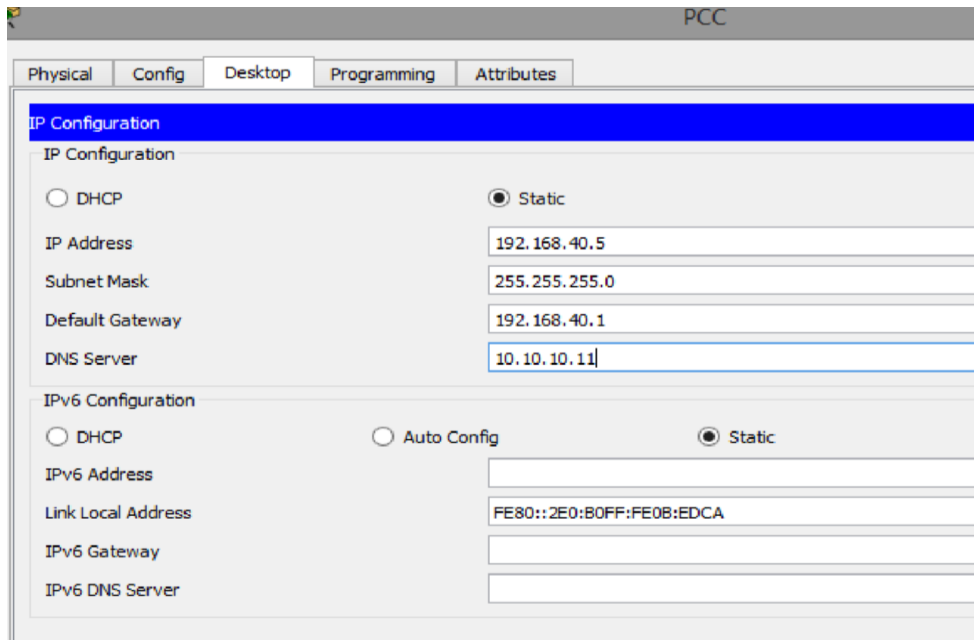 PCC
Physical Config Desktop Programming Attributes
IP Configuration
IP Configuration
DHCP Static
IP Address 192.168.40.5
Subnet Mask 255.255.255.0
Default Gateway 192.168.40.1
DNS Server 10.10.10.11
IPv6 Configuration
DHCP Auto Config Static
IPv6 Address
Link Local Address FE80::2E0:B0FF:FE0B:EDCA
IPv6 Gateway
IPv6 DNS Server